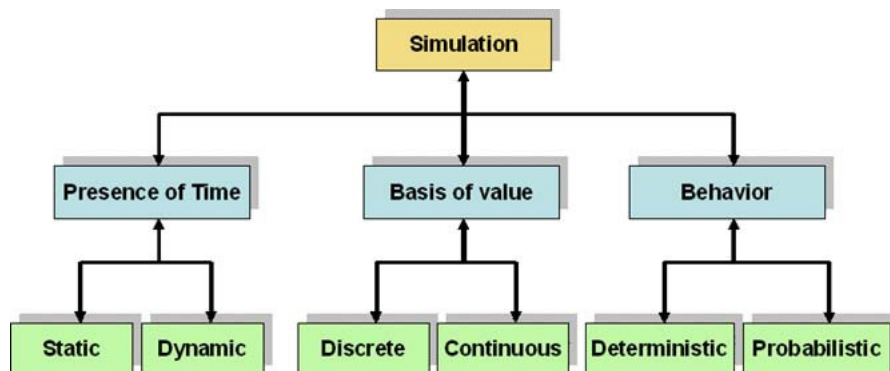 Simulation
Presence of Time
Basis of value
Behavior
Static
Dynamic
Discrete
Continuous
Deterministic
Probabilistic